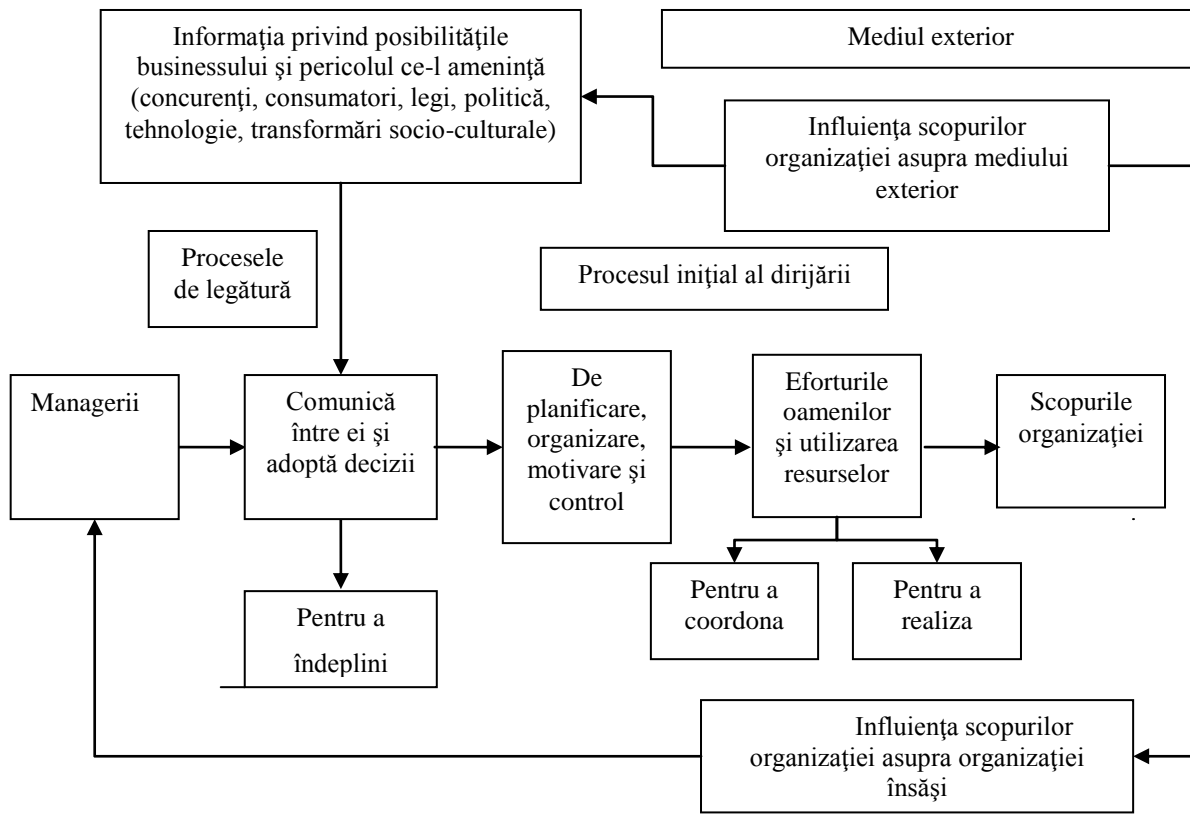 Informaţia privind posibilităţile
businessului şi pericolul ce-l ameninţă
(concurenţi, consumatori, legi, politică,
tehnologie, transformări socio-culturale)
Mediul exterior
Influienţa scopurilor
organizaţiei asupra mediului
exterior
Procesele
de legătură
Procesul iniţial al dirijării
Managerii
Comunică
între ei şi
adoptă decizii
De
planificare,
organizare,
motivare şi
control
Eforturile
oamenilor
şi utilizarea
resurselor
Scopurile
organizaţiei
.
Pentru a
îndeplini
Pentru a
coordona
Pentru a
realiza
Influienţa scopurilor
organizaţiei asupra organizaţiei
însăşi